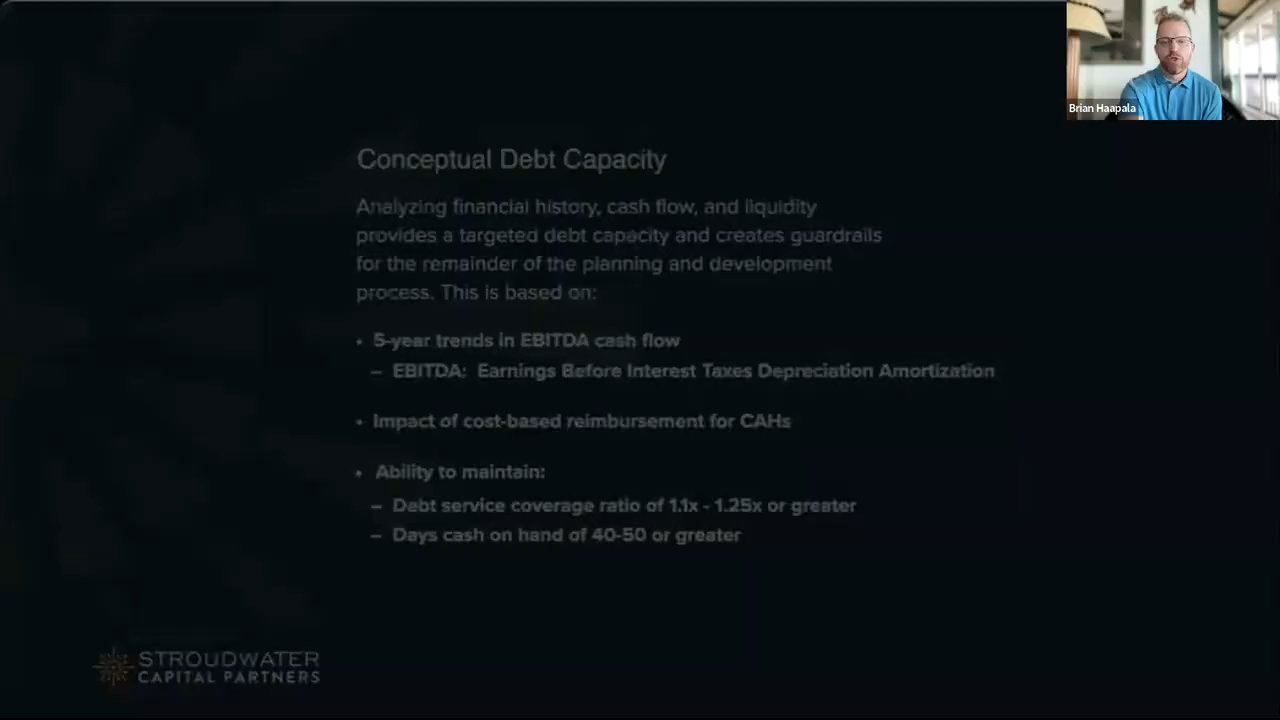 Brian Haapala
Conceptual Debt Capacity
Analyzing financial history, cash flow, and liquidity
provides a targeted debt capacity and creates guardrails
for the remainder of the planning and development
process. This is based on:
• 5-year trends in EBITDA cash flow
– EBITDA: Earnings Before Interest Taxes Depreciation Amortization
• Impact of cost-based reimbursement for CAHs
• Ability to maintain:
– Debt service coverage ratio of 1.1x - 1.25x or greater
– Days cash on hand of 40-50 or greater
STROUDWATER
CAPITAL PARTNERS